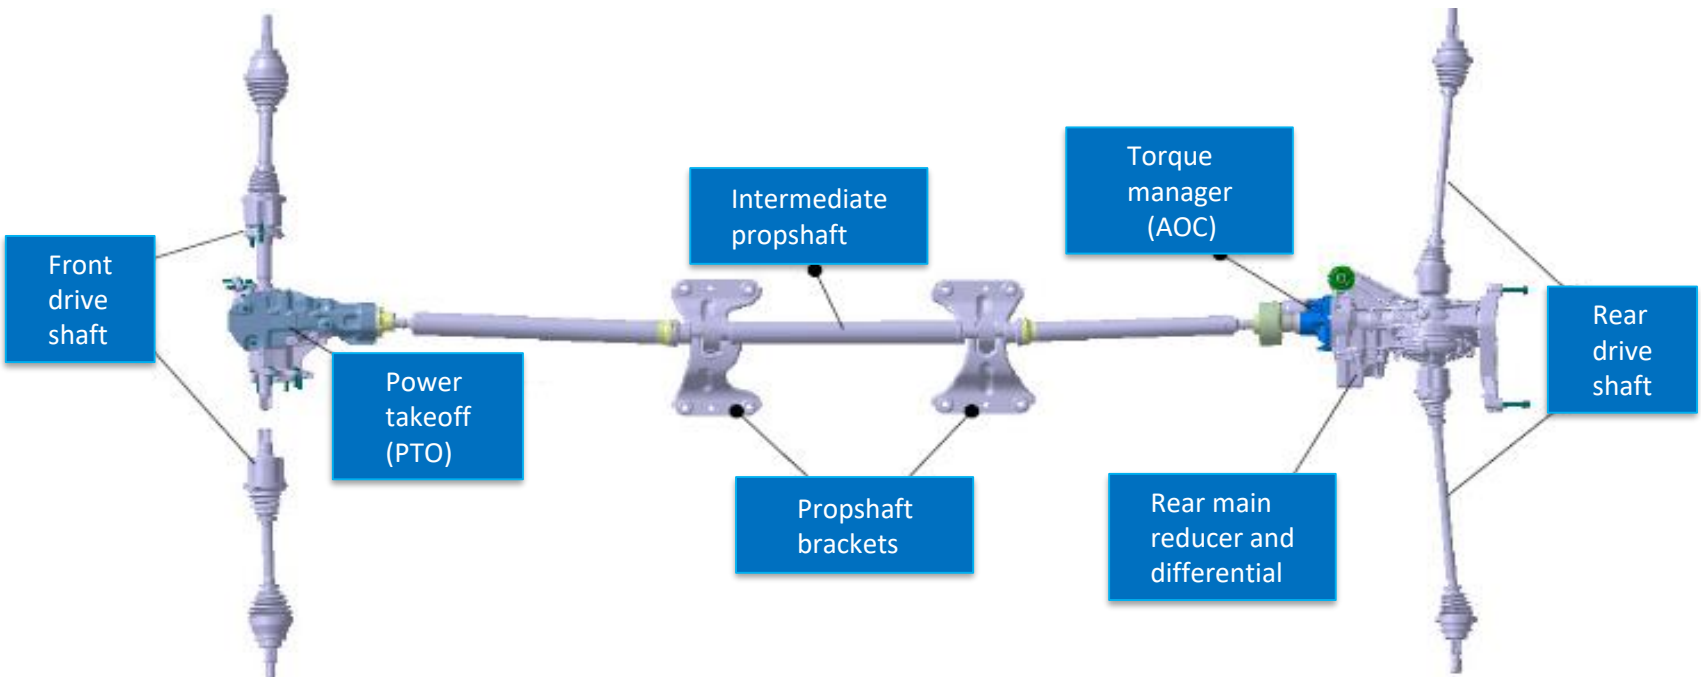 Front
drive
shaft
Power
takeoff
(PTO)
Intermediate
propshaft
Propshaft
brackets
Torque
manager
(AOC)
Rear main
reducer and
differential
Rear
drive
shaft